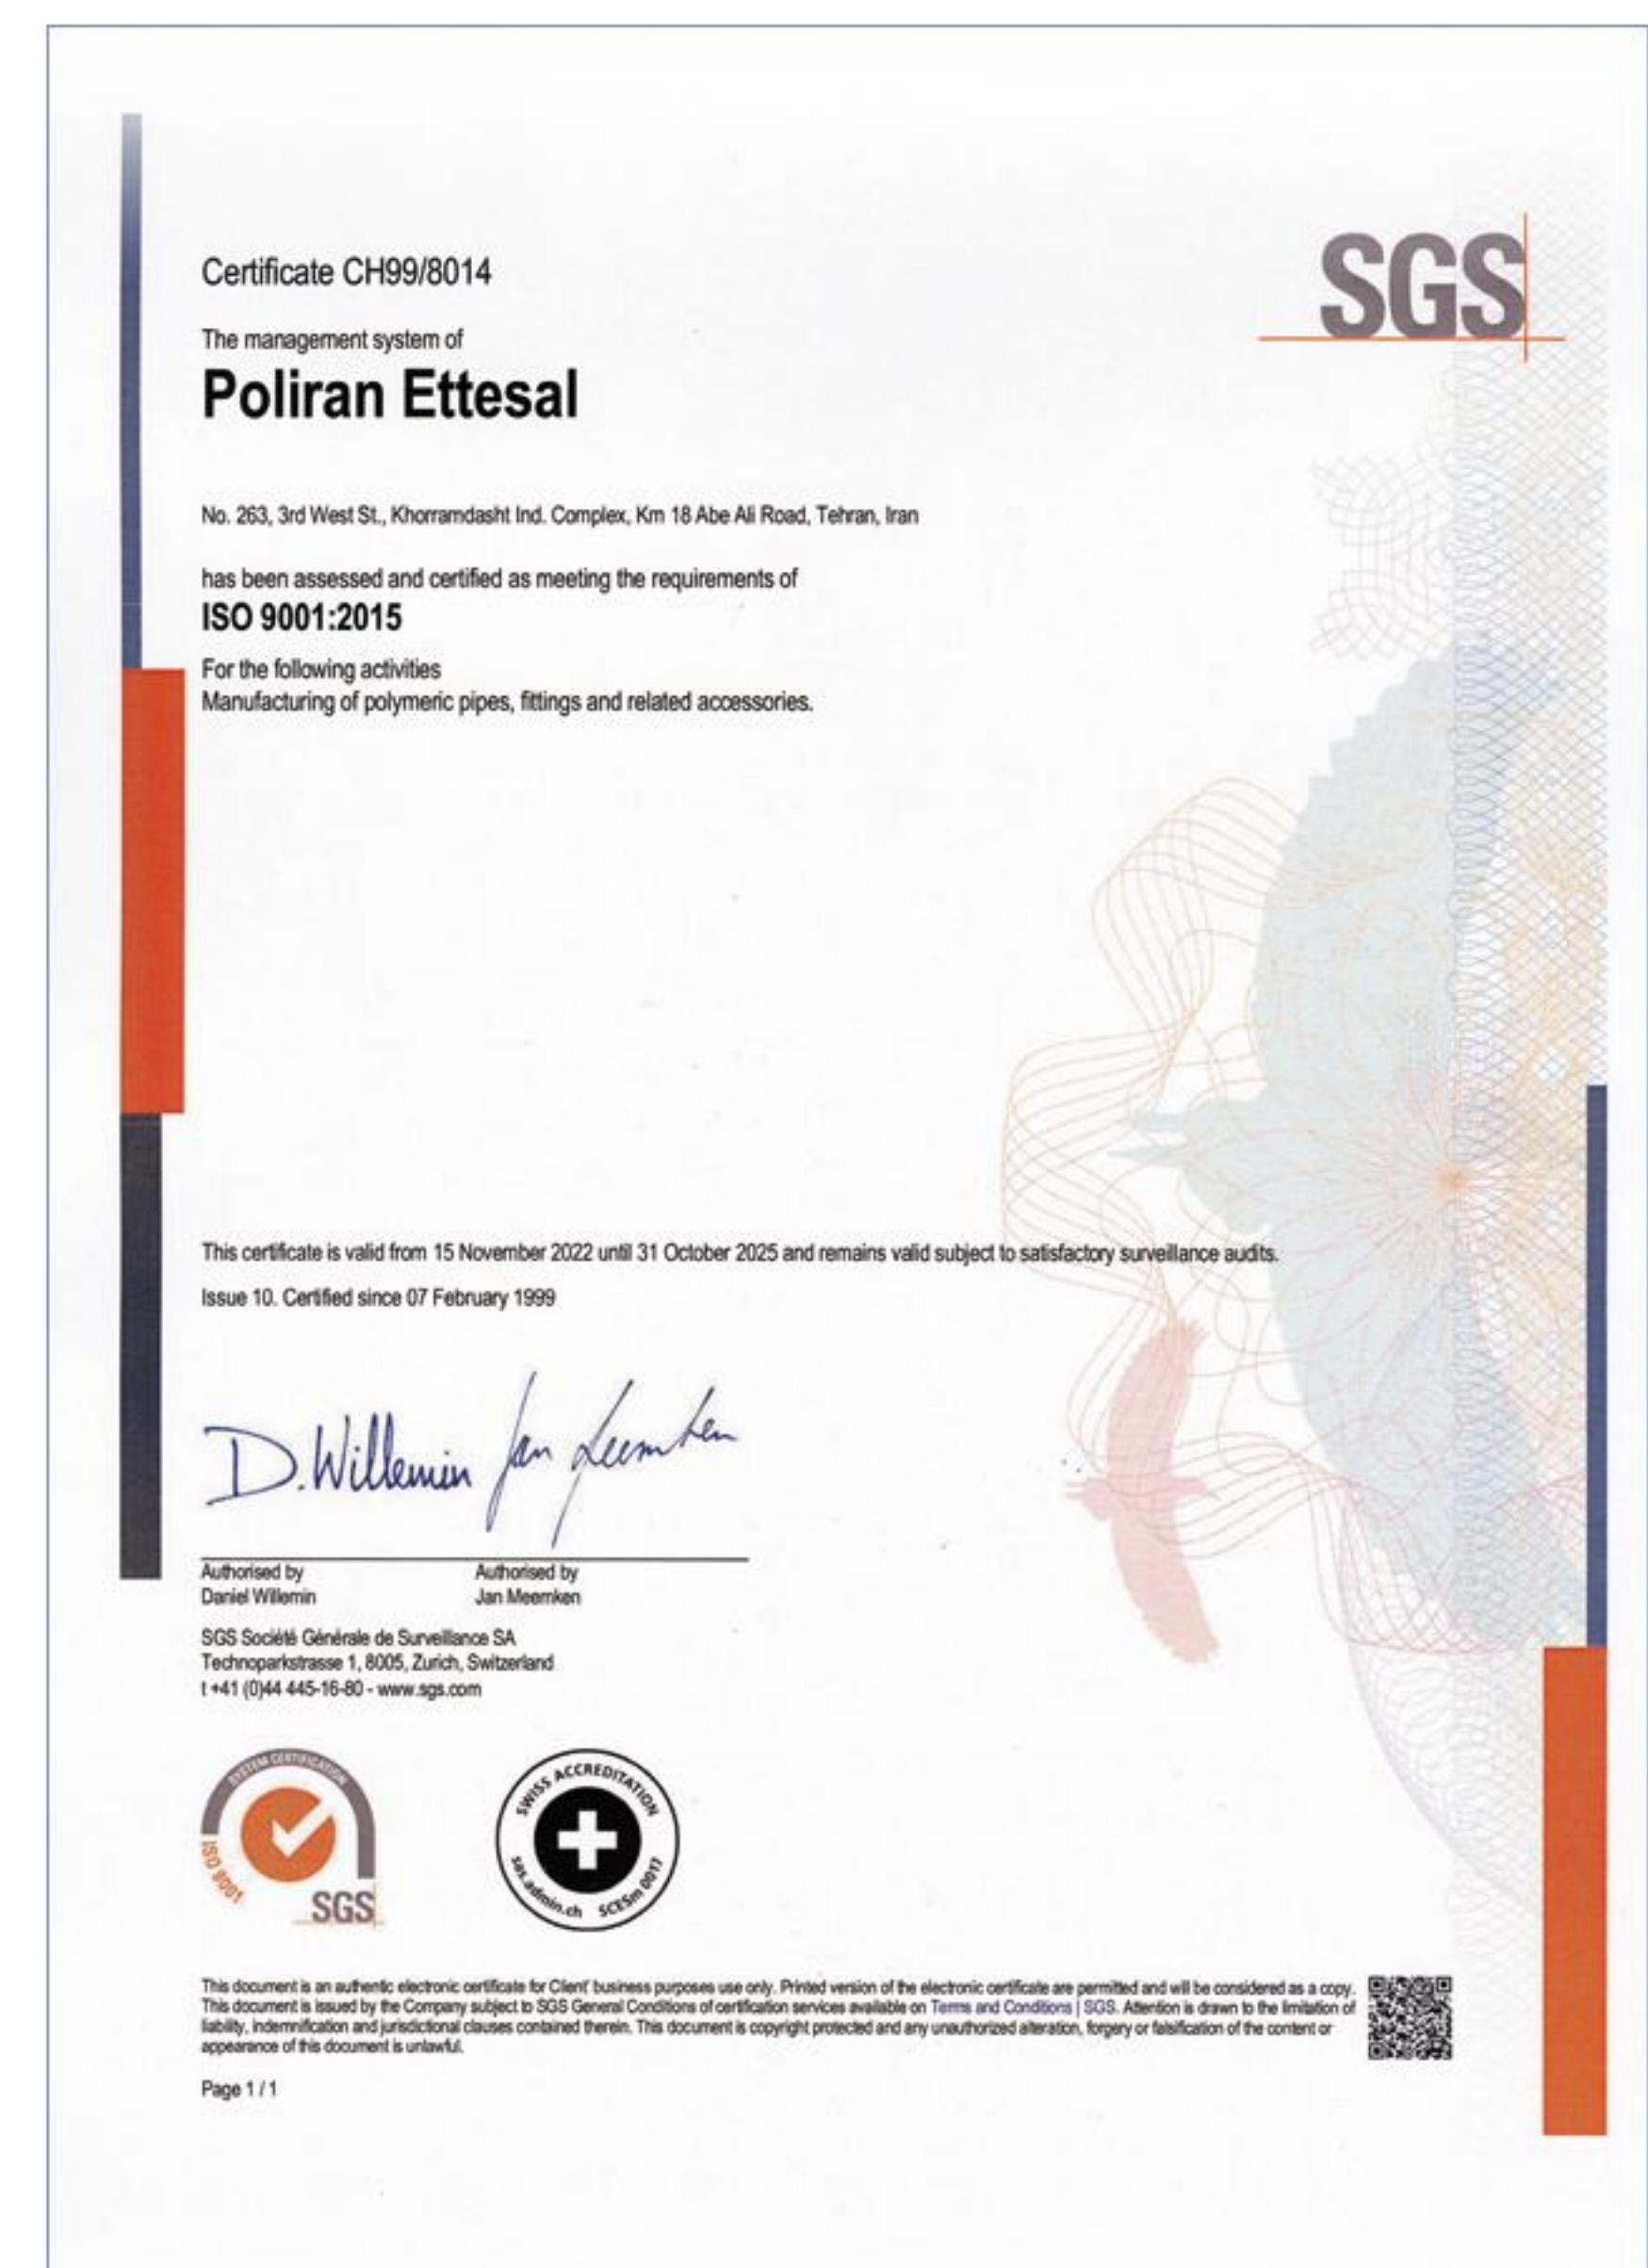 SGS
Certificate CH99/8014
The management system of
Poliran Ettesal
No. 263, 3rd West St., Khorramdasht Ind. Complex, Km 18 Abe Ali Road, Tehran, Iran
has been assessed and certified as meeting the requirements of
ISO 9001:2015
For the following activities
Manufacturing of polymeric pipes, fittings and related accessories.
This certificate is valid from 15 November 2022 until 31 October 2025 and remains valid subject to satisfactory surveillance audits.
Issue 10. Certified since 07 February 1999
D. Willemin Jan Meemken
Authorised by Authorised by
Daniel Willemin Jan Meemken
SGS Société Générale de Surveillance SA
Technoparkstrasse 1, 8005, Zurich, Switzerland
t +41 (0)44 445-16-80 - www.sgs.com
SYSTEM CERTIFICATION
ISO 9001
SGS
SWISS ACCREDITATION
sas.admin.ch SCESm 0017
This document is an authentic electronic certificate for Client' business purposes use only. Printed version of the electronic certificate are permitted and will be considered as a copy.
This document is issued by the Company subject to SGS General Conditions of certification services available on Terms and Conditions | SGS. Attention is drawn to the limitation of
liability, indemnification and jurisdictional clauses contained therein. This document is copyright protected and any unauthorized alteration, forgery or falsification of the content or
appearance of this document is unlawful.
Page 1 / 1